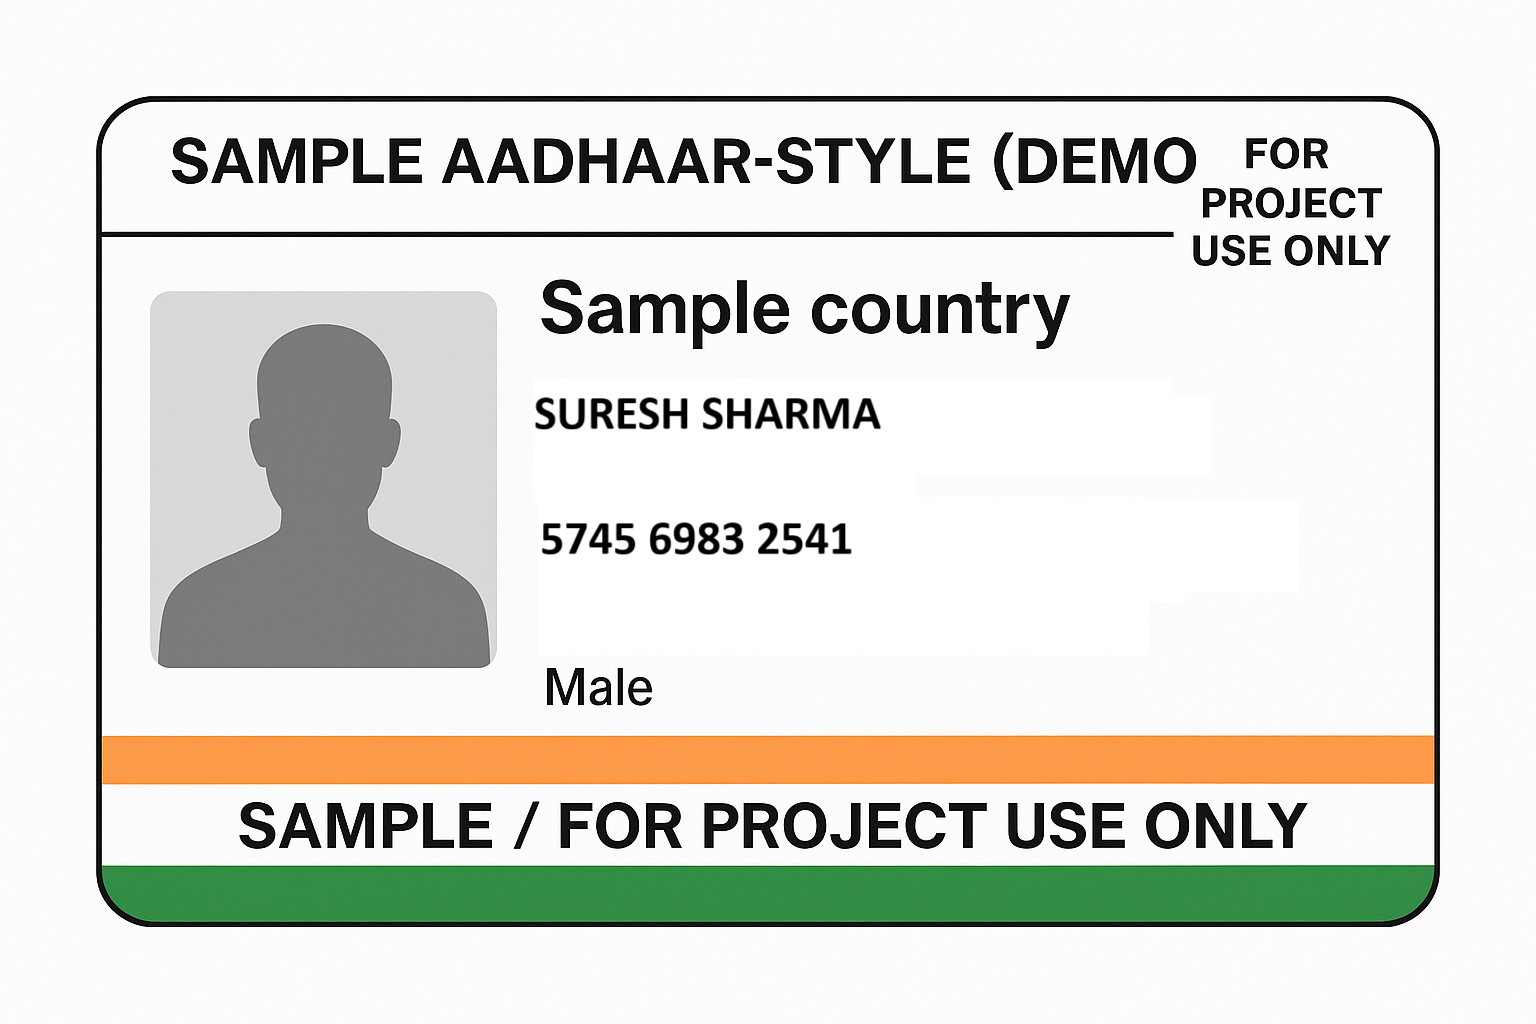 SAMPLE AADHAAR-STYLE (DEMO
FOR
PROJECT
USE ONLY
Sample country
SURESH SHARMA
5745 6983 2541
Male
SAMPLE / FOR PROJECT USE ONLY